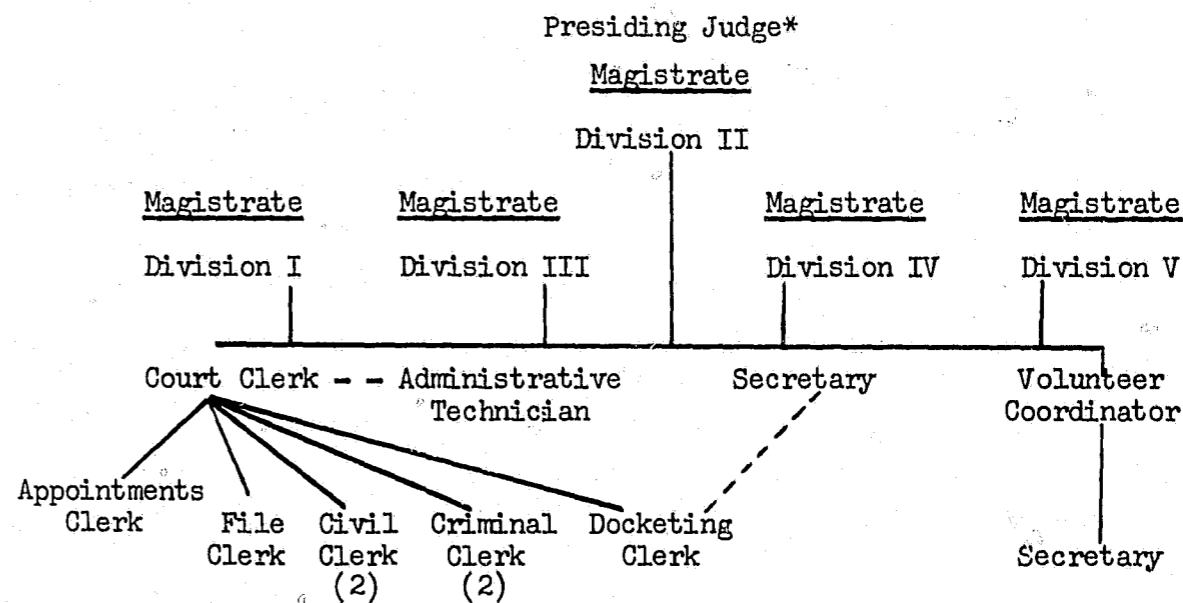 Presiding Judge*
Magistrate
Division II
Magistrate Magistrate Magistrate Magistrate
Division I Division III Division IV Division V
Court Clerk -- Administrative Technician Secretary Volunteer Coordinator
Appointments Clerk
File Clerk
Civil Clerk (2)
Criminal Clerk (2)
Docketing Clerk
Secretary